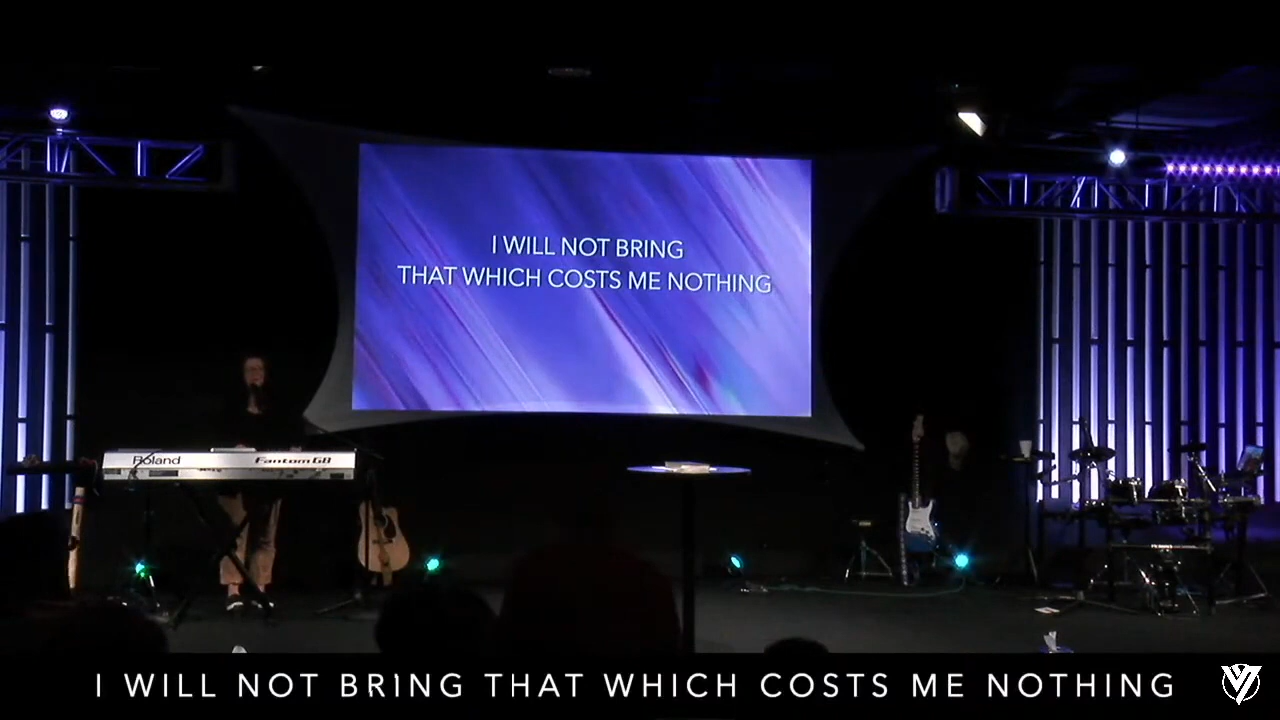 I WILL NOT BRING
THAT WHICH COSTS ME NOTHING
Roland
Fantom G8
I WILL NOT BRING THAT WHICH COSTS ME NOTHING